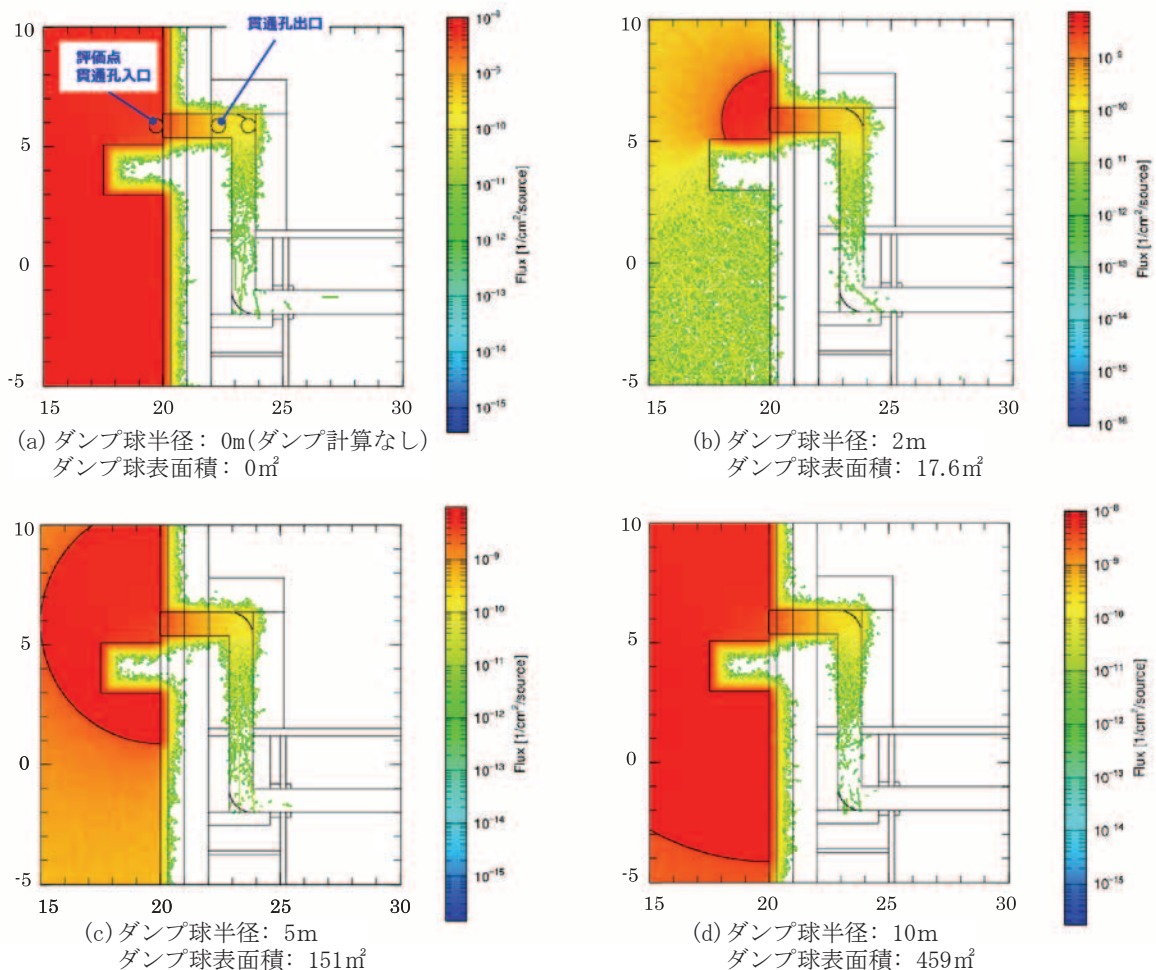 貫通孔出口
評価点
貫通孔入口
10
5
0
-5
15 20 25 30
10⁻⁸
10⁻⁹
10⁻¹⁰
10⁻¹¹
10⁻¹²
10⁻¹³
10⁻¹⁴
10⁻¹⁵
Flux [1/cm²/source]
(a) ダンプ球半径: 0m(ダンプ計算なし)
ダンプ球表面積: 0㎡
10
5
0
-5
15 20 25 30
10⁻⁹
10⁻¹⁰
10⁻¹¹
10⁻¹²
10⁻¹³
10⁻¹⁴
10⁻¹⁵
10⁻¹⁶
Flux [1/cm²/source]
(b) ダンプ球半径: 2m
ダンプ球表面積: 17.6㎡
10
5
0
-5
15 20 25 30
10⁻⁹
10⁻¹⁰
10⁻¹¹
10⁻¹²
10⁻¹³
10⁻¹⁴
10⁻¹⁵
Flux [1/cm²/source]
(c) ダンプ球半径: 5m
ダンプ球表面積: 151㎡
10
5
0
-5
15 20 25 30
10⁻⁸
10⁻⁹
10⁻¹⁰
10⁻¹¹
10⁻¹²
10⁻¹³
10⁻¹⁴
10⁻¹⁵
Flux [1/cm²/source]
(d) ダンプ球半径: 10m
ダンプ球表面積: 459㎡